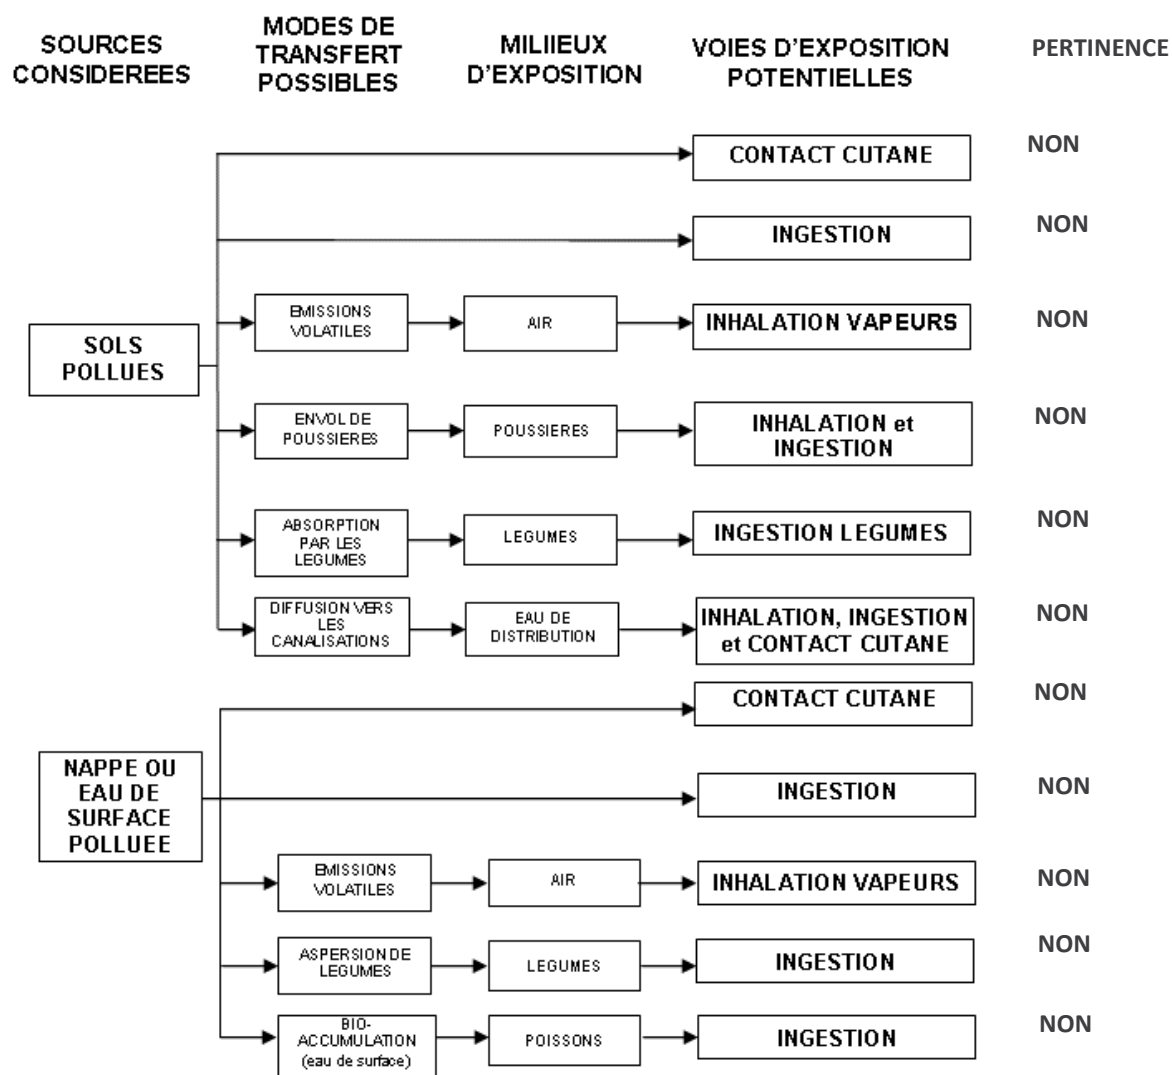 SOURCES
CONSIDEREES
MODES DE
TRANSFERT
POSSIBLES
MILIIEUX
D'EXPOSITION
VOIES D'EXPOSITION
POTENTIELLES
PERTINENCE
CONTACT CUTANE
NON
INGESTION
NON
SOLS
POLLUES
EMISSIONS
VOLATILES
AIR
INHALATION VAPEURS
NON
ENVOL DE
POUSSIERES
POUSSIERES
INHALATION et
INGESTION
NON
ABSORPTION
PAR LES
LEGUMES
LEGUMES
INGESTION LEGUMES
NON
DIFFUSION VERS
LES
CANALISATIONS
EAU DE
DISTRIBUTION
INHALATION, INGESTION
et CONTACT CUTANE
NON
NAPPE OU
EAU DE
SURFACE
POLLUEE
CONTACT CUTANE
NON
INGESTION
NON
EMISSIONS
VOLATILES
AIR
INHALATION VAPEURS
NON
ASPERSION DE
LEGUMES
LEGUMES
INGESTION
NON
BIO-
ACCUMULATION
(eau de surface)
POISSONS
INGESTION
NON